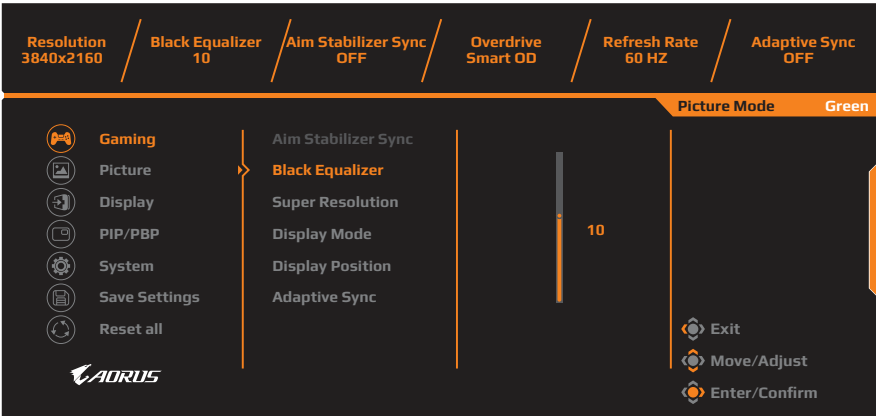 Resolution
3840x2160
Black Equalizer
10
Aim Stabilizer Sync
OFF
Overdrive
Smart OD
Refresh Rate
60 HZ
Adaptive Sync
OFF
Picture Mode Green
Gaming
Picture
Display
PIP/PBP
System
Save Settings
Reset all
AORUS
Aim Stabilizer Sync
Black Equalizer
Super Resolution
Display Mode
Display Position
Adaptive Sync
10
Exit
Move/Adjust
Enter/Confirm